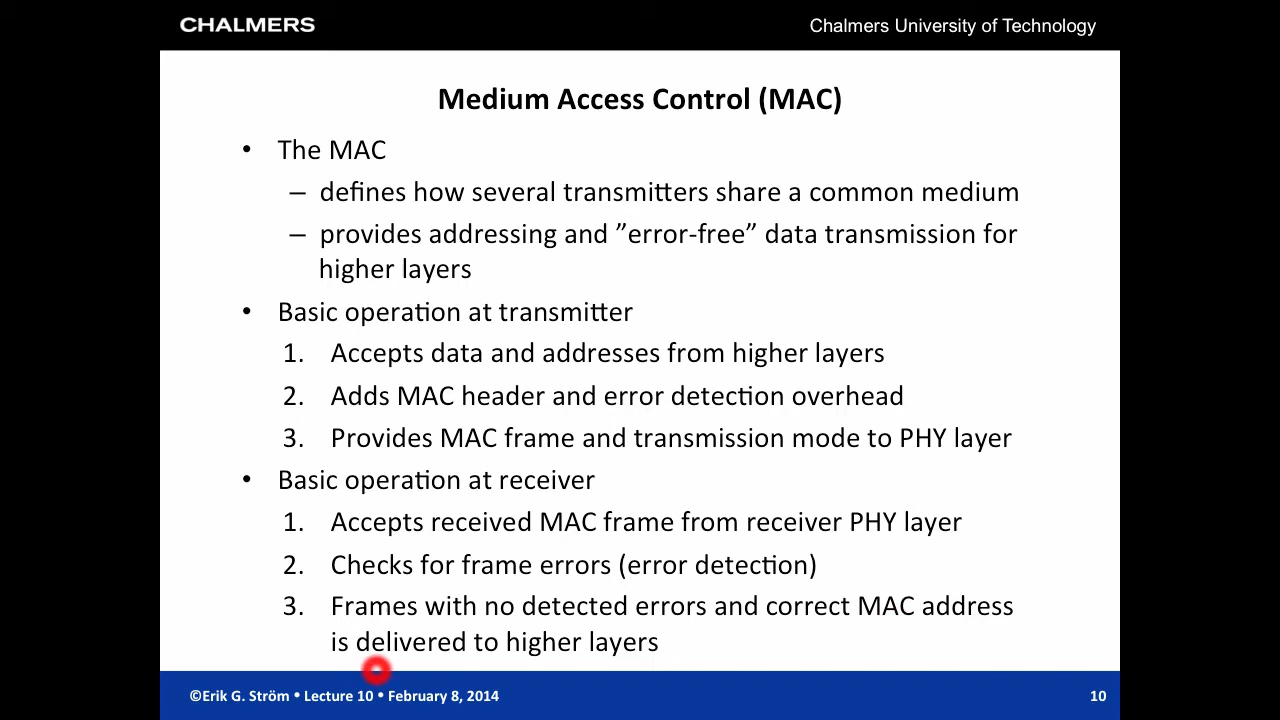 CHALMERS
Chalmers University of Technology
Medium Access Control (MAC)
• The MAC
– defines how several transmitters share a common medium
– provides addressing and ”error-free” data transmission for
higher layers
• Basic operation at transmitter
1. Accepts data and addresses from higher layers
2. Adds MAC header and error detection overhead
3. Provides MAC frame and transmission mode to PHY layer
• Basic operation at receiver
1. Accepts received MAC frame from receiver PHY layer
2. Checks for frame errors (error detection)
3. Frames with no detected errors and correct MAC address
is delivered to higher layers
©Erik G. Ström • Lecture 10 • February 8, 2014
10